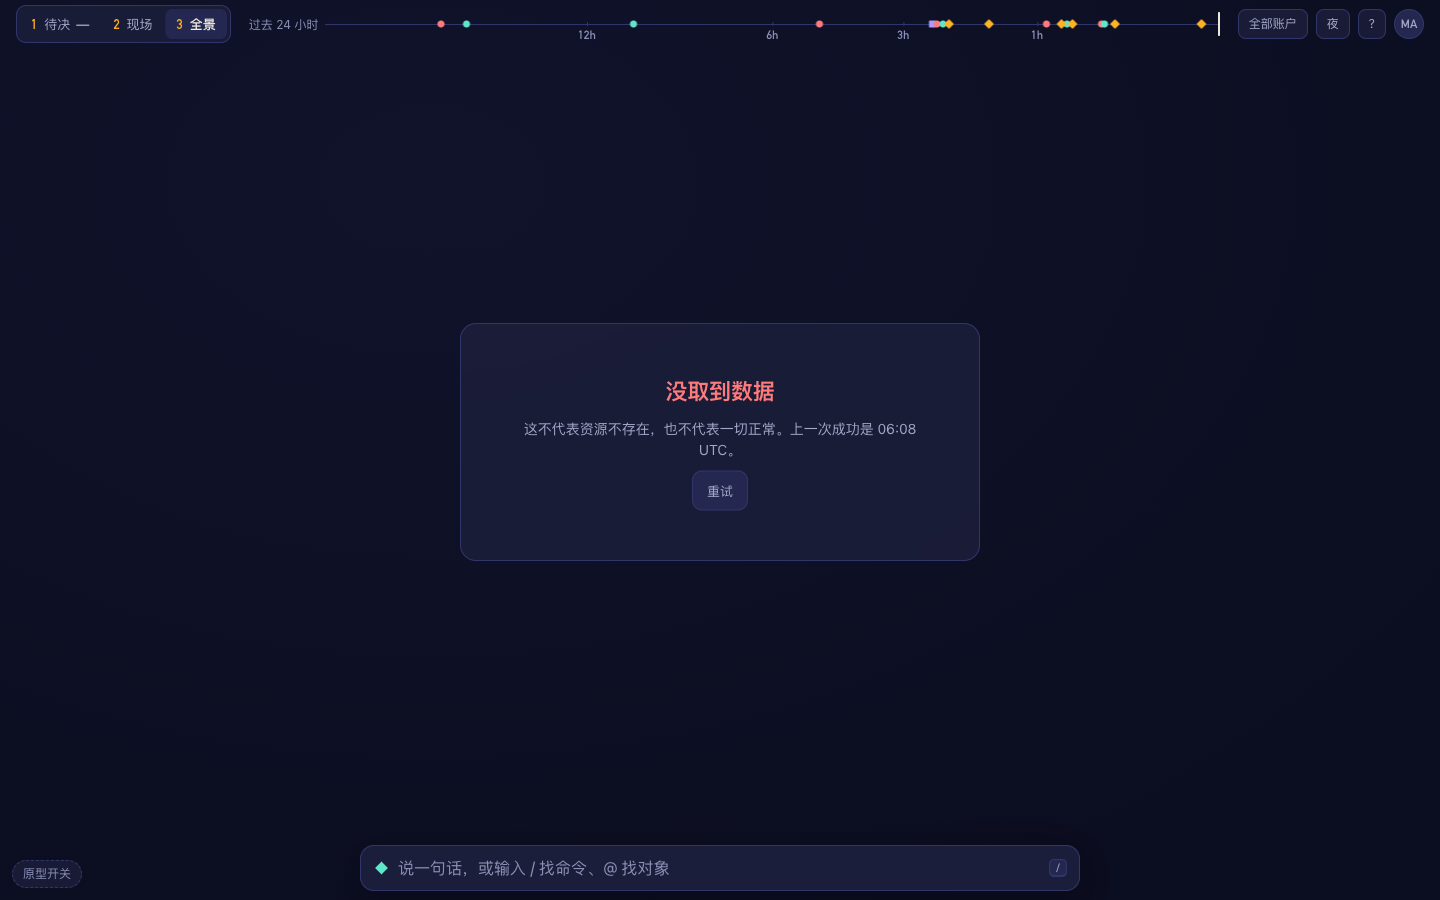 1 待决 —
2 现场
3 全景
过去 24 小时
12h
6h
3h
1h
全部账户
夜
?
MA
没取到数据
这不代表资源不存在，也不代表一切正常。上一次成功是 06:08
UTC。
重试
原型开关
说一句话，或输入 / 找命令、@ 找对象
/